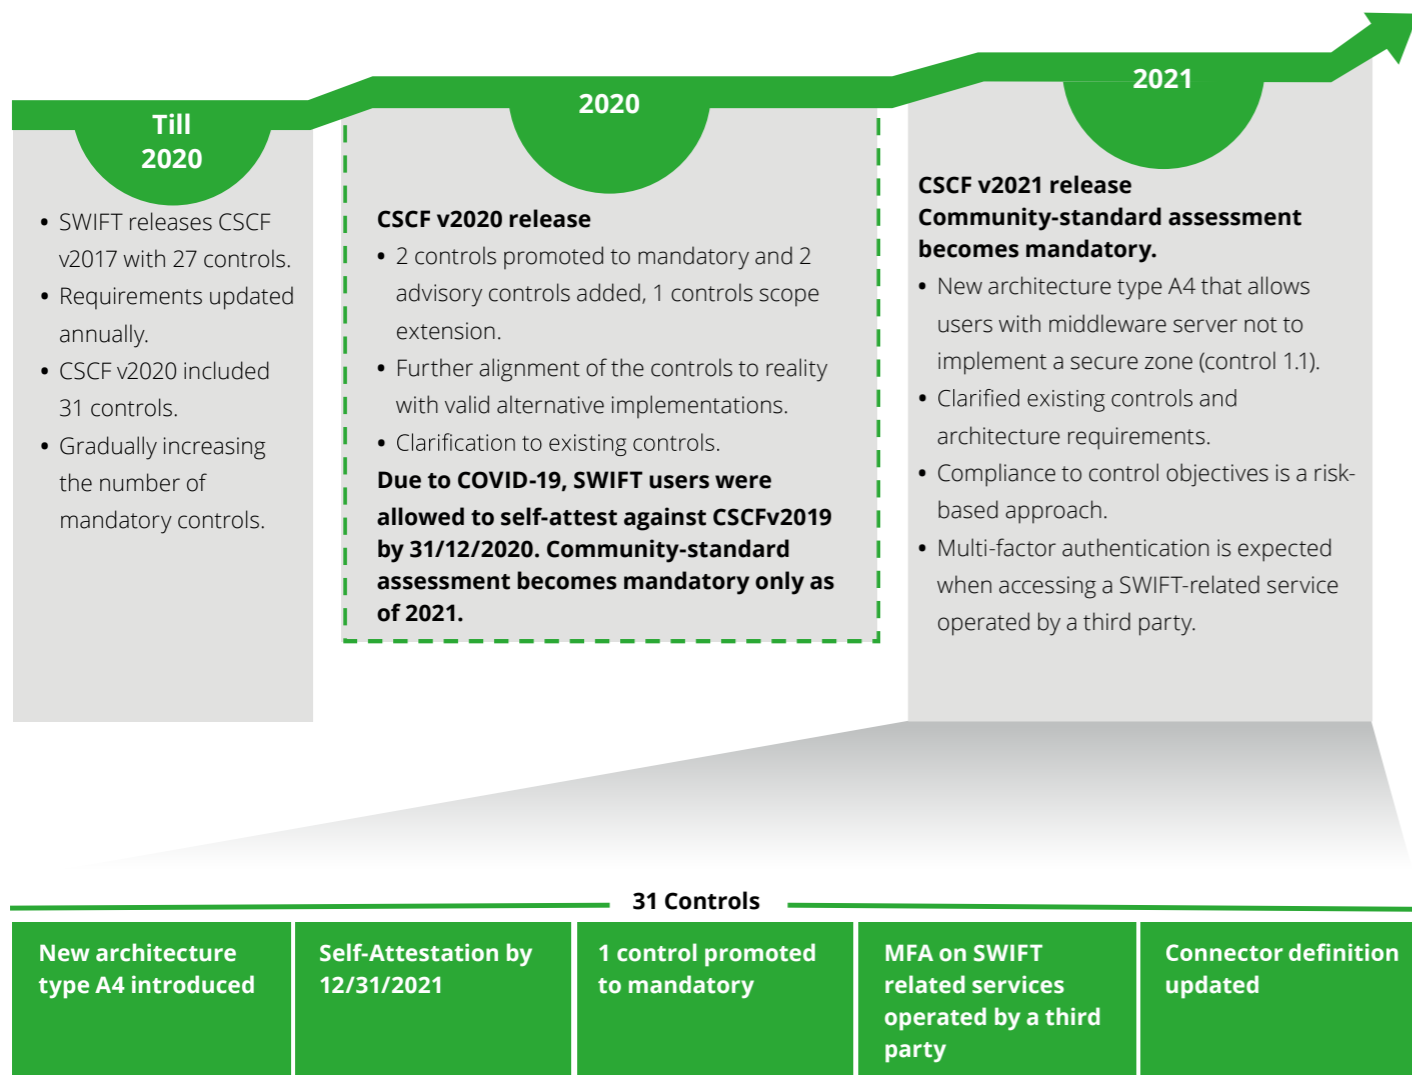 Till
2020
• SWIFT releases CSCF
v2017 with 27 controls.
• Requirements updated
annually.
• CSCF v2020 included
31 controls.
• Gradually increasing
the number of
mandatory controls.
2020
CSCF v2020 release
• 2 controls promoted to mandatory and 2
advisory controls added, 1 controls scope
extension.
• Further alignment of the controls to reality
with valid alternative implementations.
• Clarification to existing controls.
Due to COVID-19, SWIFT users were
allowed to self-attest against CSCFv2019
by 31/12/2020. Community-standard
assessment becomes mandatory only as
of 2021.
2021
CSCF v2021 release
Community-standard assessment
becomes mandatory.
• New architecture type A4 that allows
users with middleware server not to
implement a secure zone (control 1.1).
• Clarified existing controls and
architecture requirements.
• Compliance to control objectives is a risk-
based approach.
• Multi-factor authentication is expected
when accessing a SWIFT-related service
operated by a third party.
31 Controls
New architecture
type A4 introduced
Self-Attestation by
12/31/2021
1 control promoted
to mandatory
MFA on SWIFT
related services
operated by a third
party
Connector definition
updated